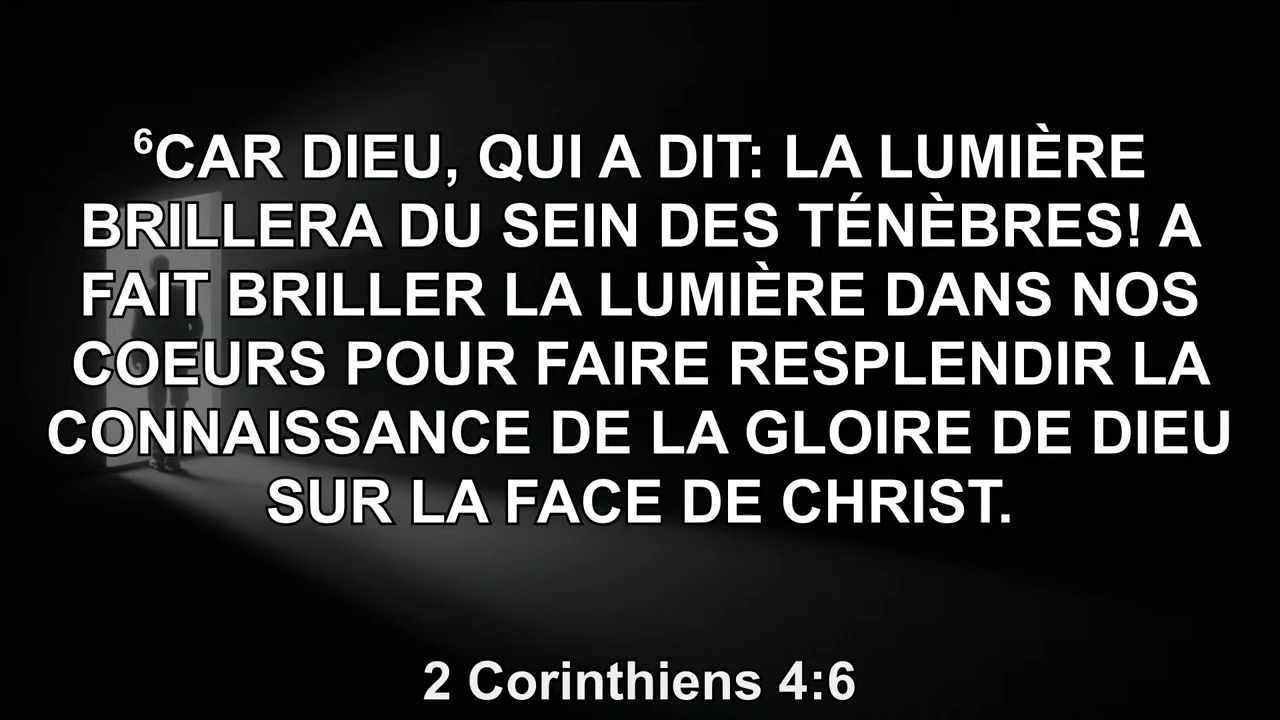 ⁶CAR DIEU, QUI A DIT: LA LUMIÈRE
BRILLERA DU SEIN DES TÉNÈBRES! A
FAIT BRILLER LA LUMIÈRE DANS NOS
COEURS POUR FAIRE RESPLENDIR LA
CONNAISSANCE DE LA GLOIRE DE DIEU
SUR LA FACE DE CHRIST.
2 Corinthiens 4:6